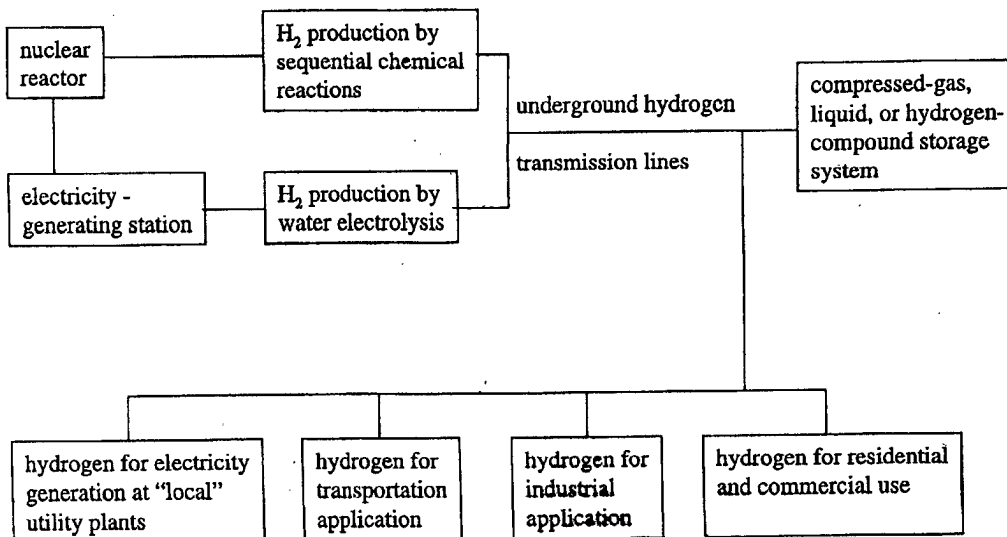 nuclear
reactor
H₂ production by
sequential chemical
reactions
underground hydrogen
transmission lines
compressed-gas,
liquid, or hydrogen-
compound storage
system
electricity -
generating station
H₂ production by
water electrolysis
hydrogen for electricity
generation at “local”
utility plants
hydrogen for
transportation
application
hydrogen for
industrial
application
hydrogen for residential
and commercial use